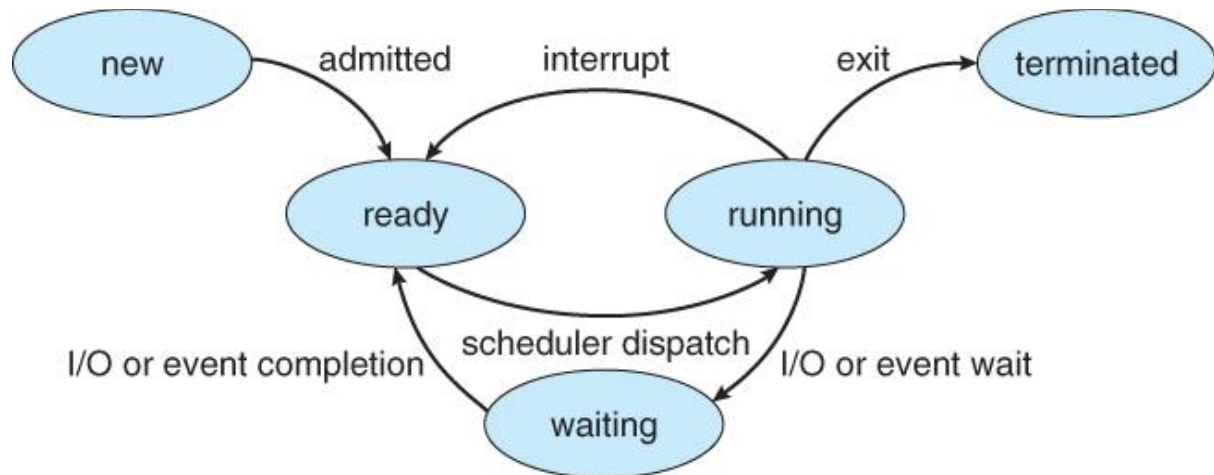 new
admitted
interrupt
exit
terminated
ready
running
I/O or event completion
scheduler dispatch
I/O or event wait
waiting